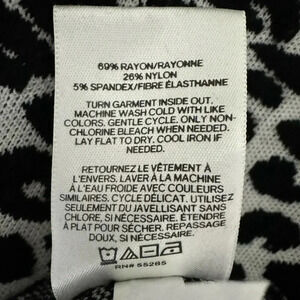 69% RAYON/RAYONNE
26% NYLON
5% SPANDEX/FIBRE ÉLASTHANNE
TURN GARMENT INSIDE OUT.
MACHINE WASH COLD WITH LIKE
COLORS. GENTLE CYCLE. ONLY NON-
CHLORINE BLEACH WHEN NEEDED.
LAY FLAT TO DRY. COOL IRON IF
NEEDED.
RETOURNEZ LE VÊTEMENT À
L'ENVERS. LAVER À LA MACHINE
À L'EAU FROIDE AVEC COULEURS
SIMILAIRES. CYCLE DÉLICAT. UTILISEZ
SEULEMENT UN JAVELLISANT SANS
CHLORE, SI NÉCESSAIRE. ÉTENDRE
À PLAT POUR SÉCHER. REPASSAGE
DOUX, SI NÉCESSAIRE.
RN# 55285